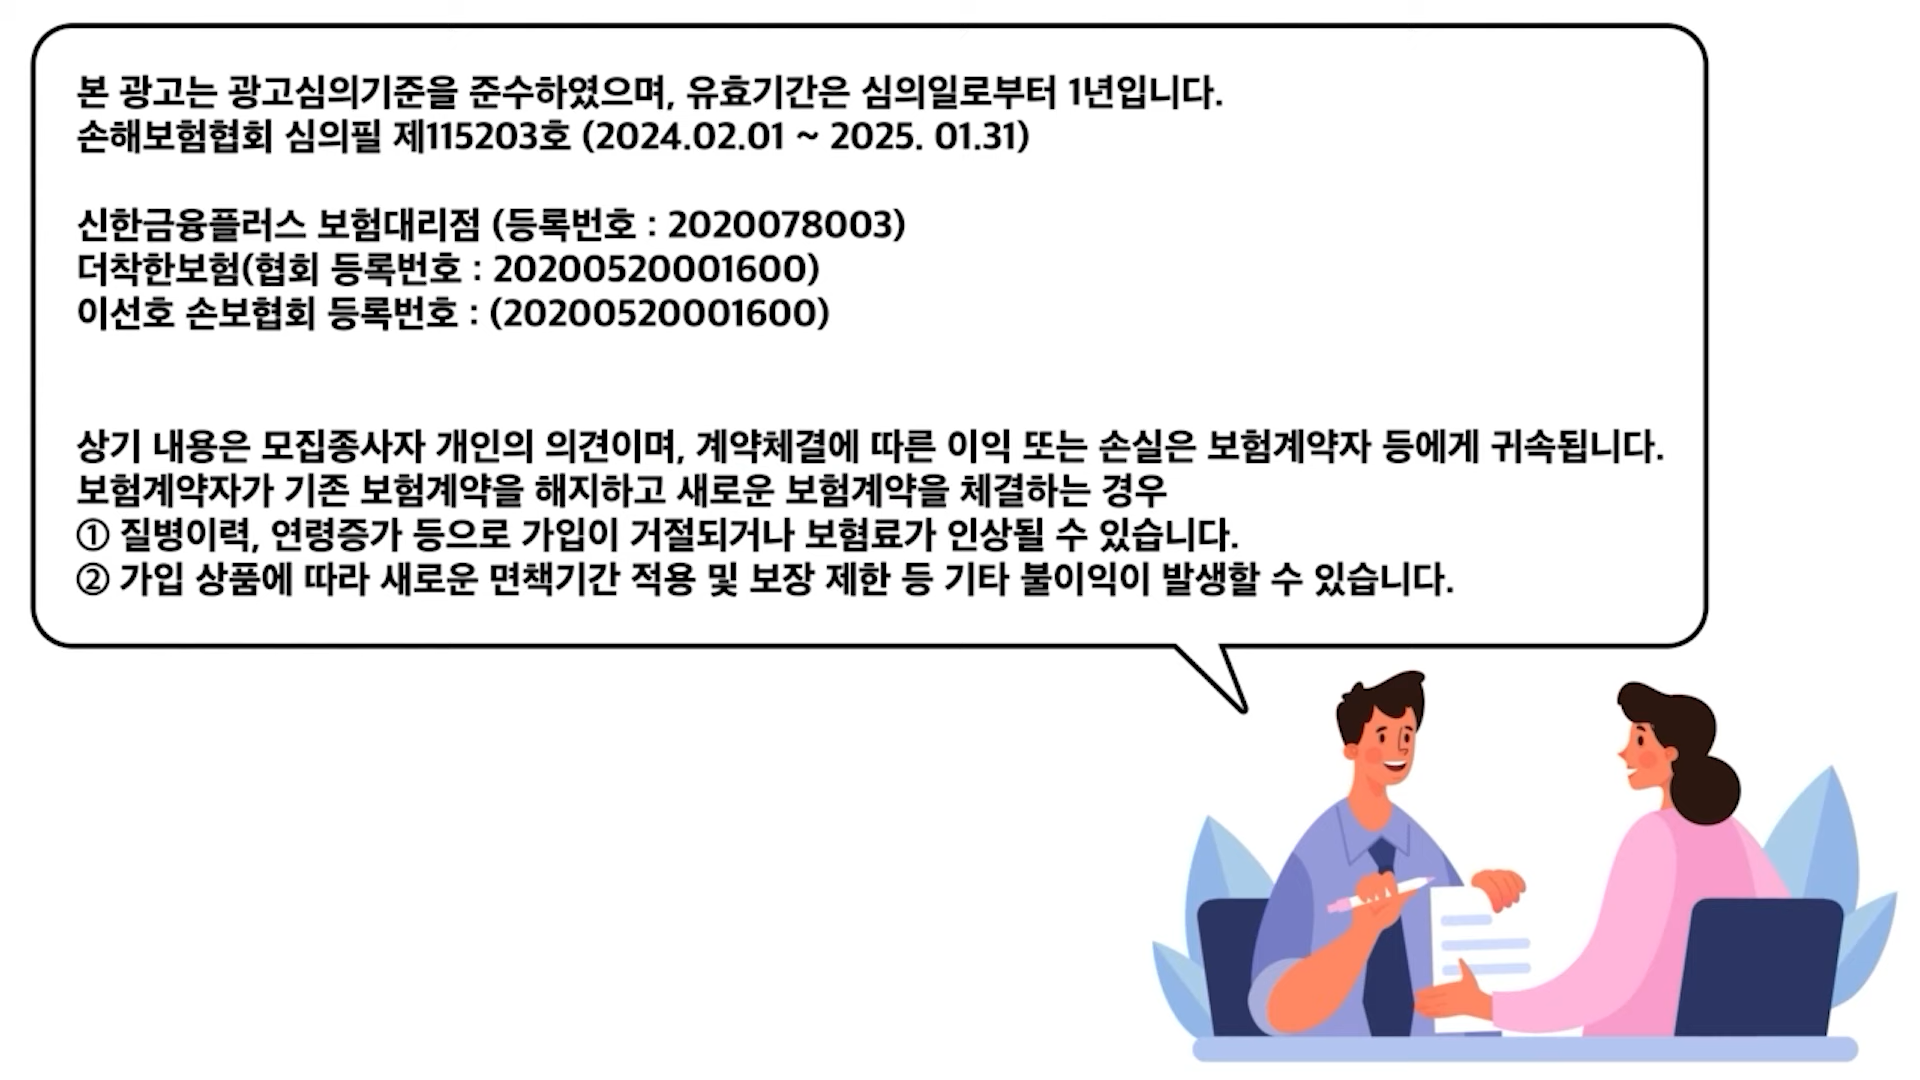 본 광고는 광고심의기준을 준수하였으며, 유효기간은 심의일로부터 1년입니다.
손해보험협회 심의필 제115203호 (2024.02.01 ~ 2025. 01.31)
신한금융플러스 보험대리점 (등록번호 : 2020078003)
더착한보험(협회 등록번호 : 20200520001600)
이선호 손보협회 등록번호 : (20200520001600)
상기 내용은 모집종사자 개인의 의견이며, 계약체결에 따른 이익 또는 손실은 보험계약자 등에게 귀속됩니다.
보험계약자가 기존 보험계약을 해지하고 새로운 보험계약을 체결하는 경우
① 질병이력, 연령증가 등으로 가입이 거절되거나 보험료가 인상될 수 있습니다.
② 가입 상품에 따라 새로운 면책기간 적용 및 보장 제한 등 기타 불이익이 발생할 수 있습니다.